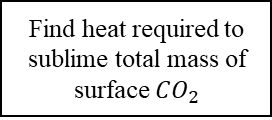 Find heat required to
sublime total mass of
surface CO₂